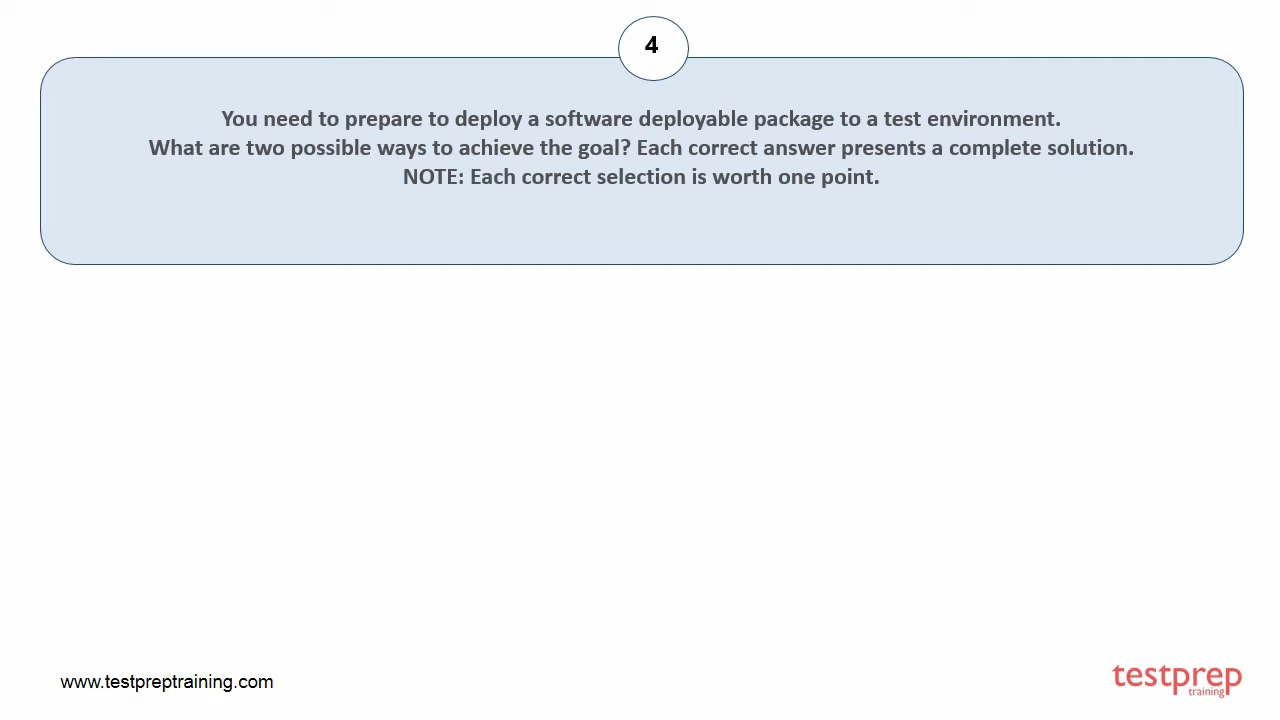 4
You need to prepare to deploy a software deployable package to a test environment.
What are two possible ways to achieve the goal? Each correct answer presents a complete solution.
NOTE: Each correct selection is worth one point.
www.testpreptraining.com
testprep
training